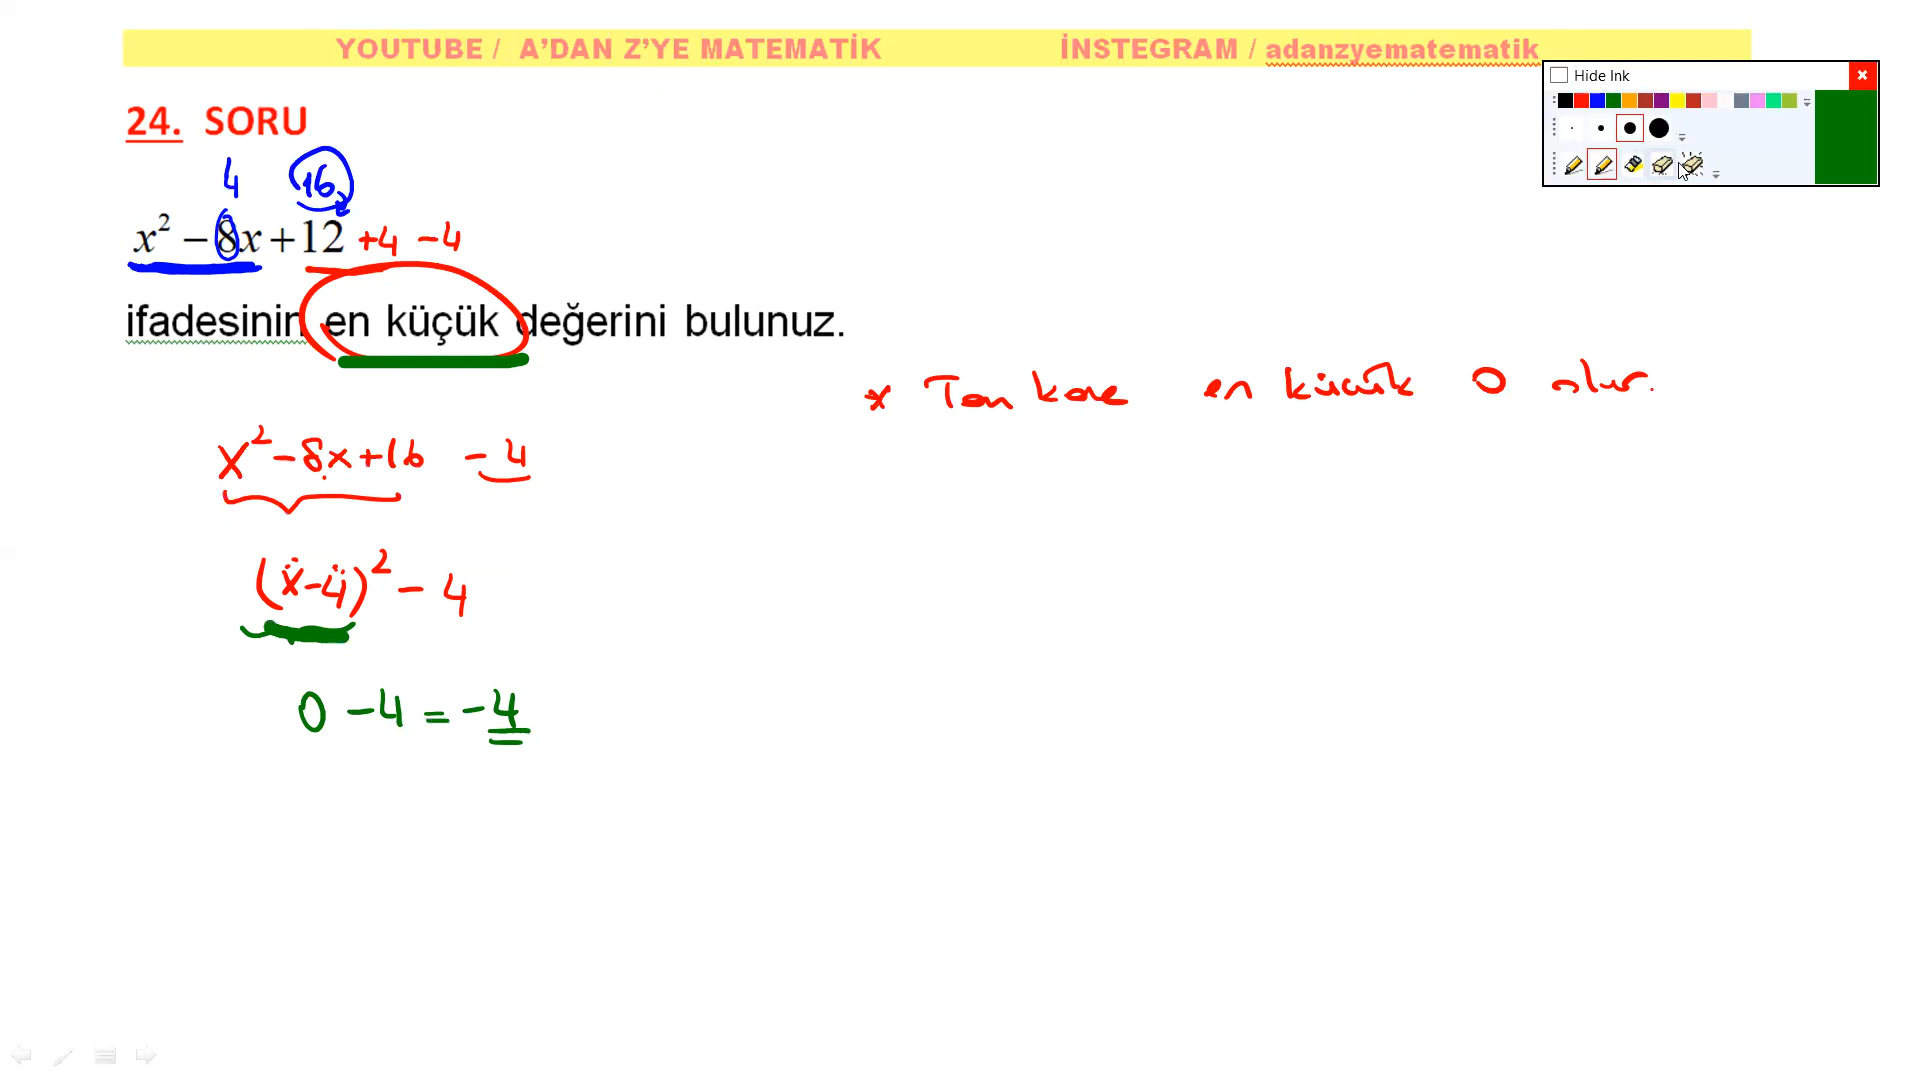 YOUTUBE / A’DAN Z’YE MATEMATİK İNSTEGRAM / adanzyematematik
Hide Ink
24. SORU
4 16
x² − 8x + 12 +4 −4
ifadesinin en küçük değerini bulunuz.
* Tam kare en küçük 0 olur.
x² − 8x + 16 − 4
(x − 4)² − 4
0 − 4 = −4